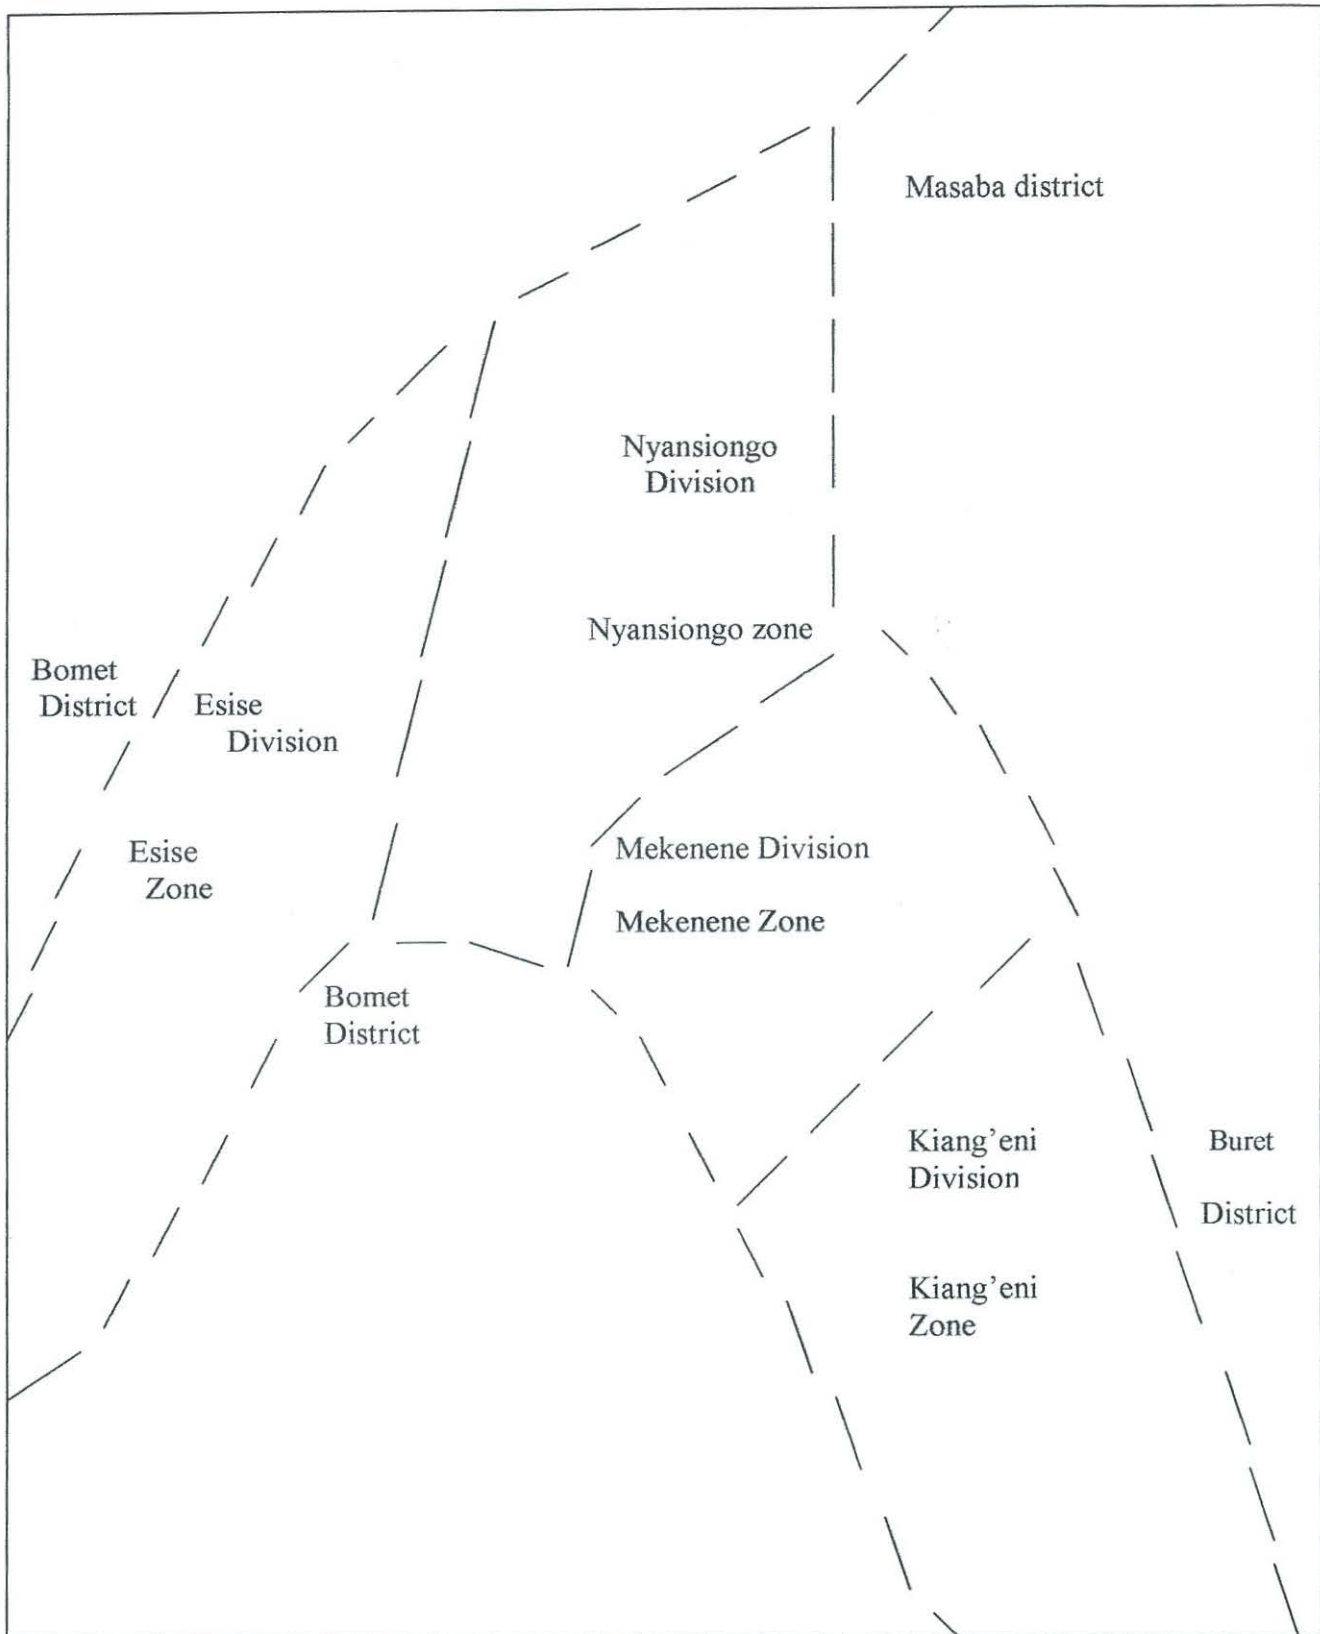 Masaba district
Nyansiongo
Division
Nyansiongo zone
Bomet
District
Esise
Division
Esise
Zone
Mekenene Division
Mekenene Zone
Bomet
District
Kiang'eni
Division
Buret
District
Kiang'eni
Zone